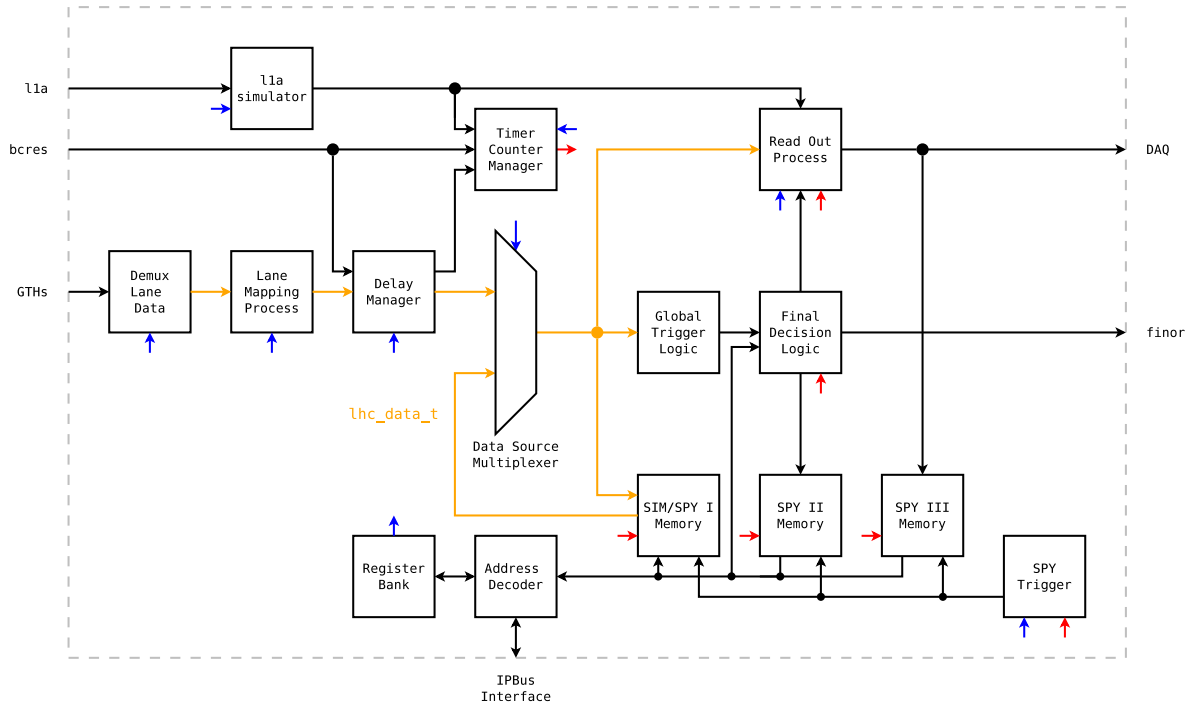 l1a
l1a
simulator
bcres
Timer
Counter
Manager
Read Out
Process
DAQ
GTHs
Demux
Lane
Data
Lane
Mapping
Process
Delay
Manager
Global
Trigger
Logic
Final
Decision
Logic
finor
lhc_data_t
Data Source
Multiplexer
SIM/SPY I
Memory
SPY II
Memory
SPY III
Memory
Register
Bank
Address
Decoder
SPY
Trigger
IPBus
Interface